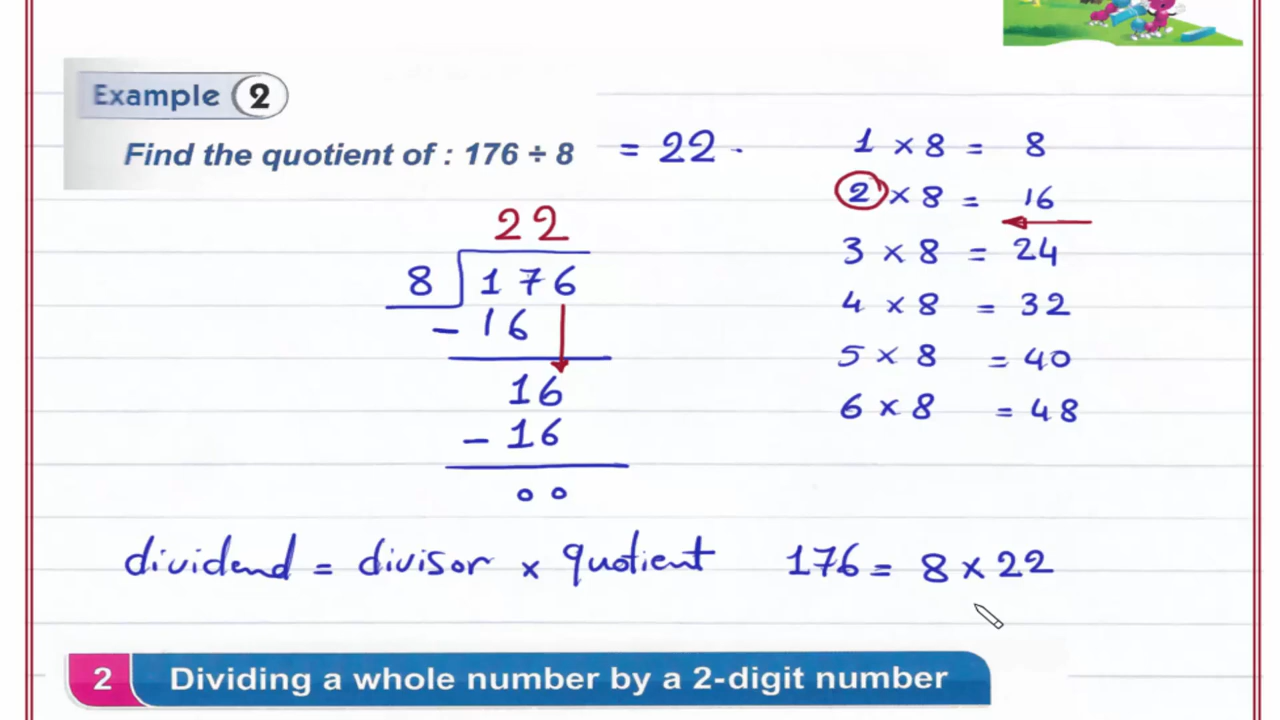 Example 2
Find the quotient of : 176 ÷ 8 = 22 .
22
8 176
- 16
16
- 16
00
1 × 8 = 8
2 × 8 = 16
3 × 8 = 24
4 × 8 = 32
5 × 8 = 40
6 × 8 = 48
dividend = divisor × quotient 176 = 8 × 22
2 Dividing a whole number by a 2-digit number